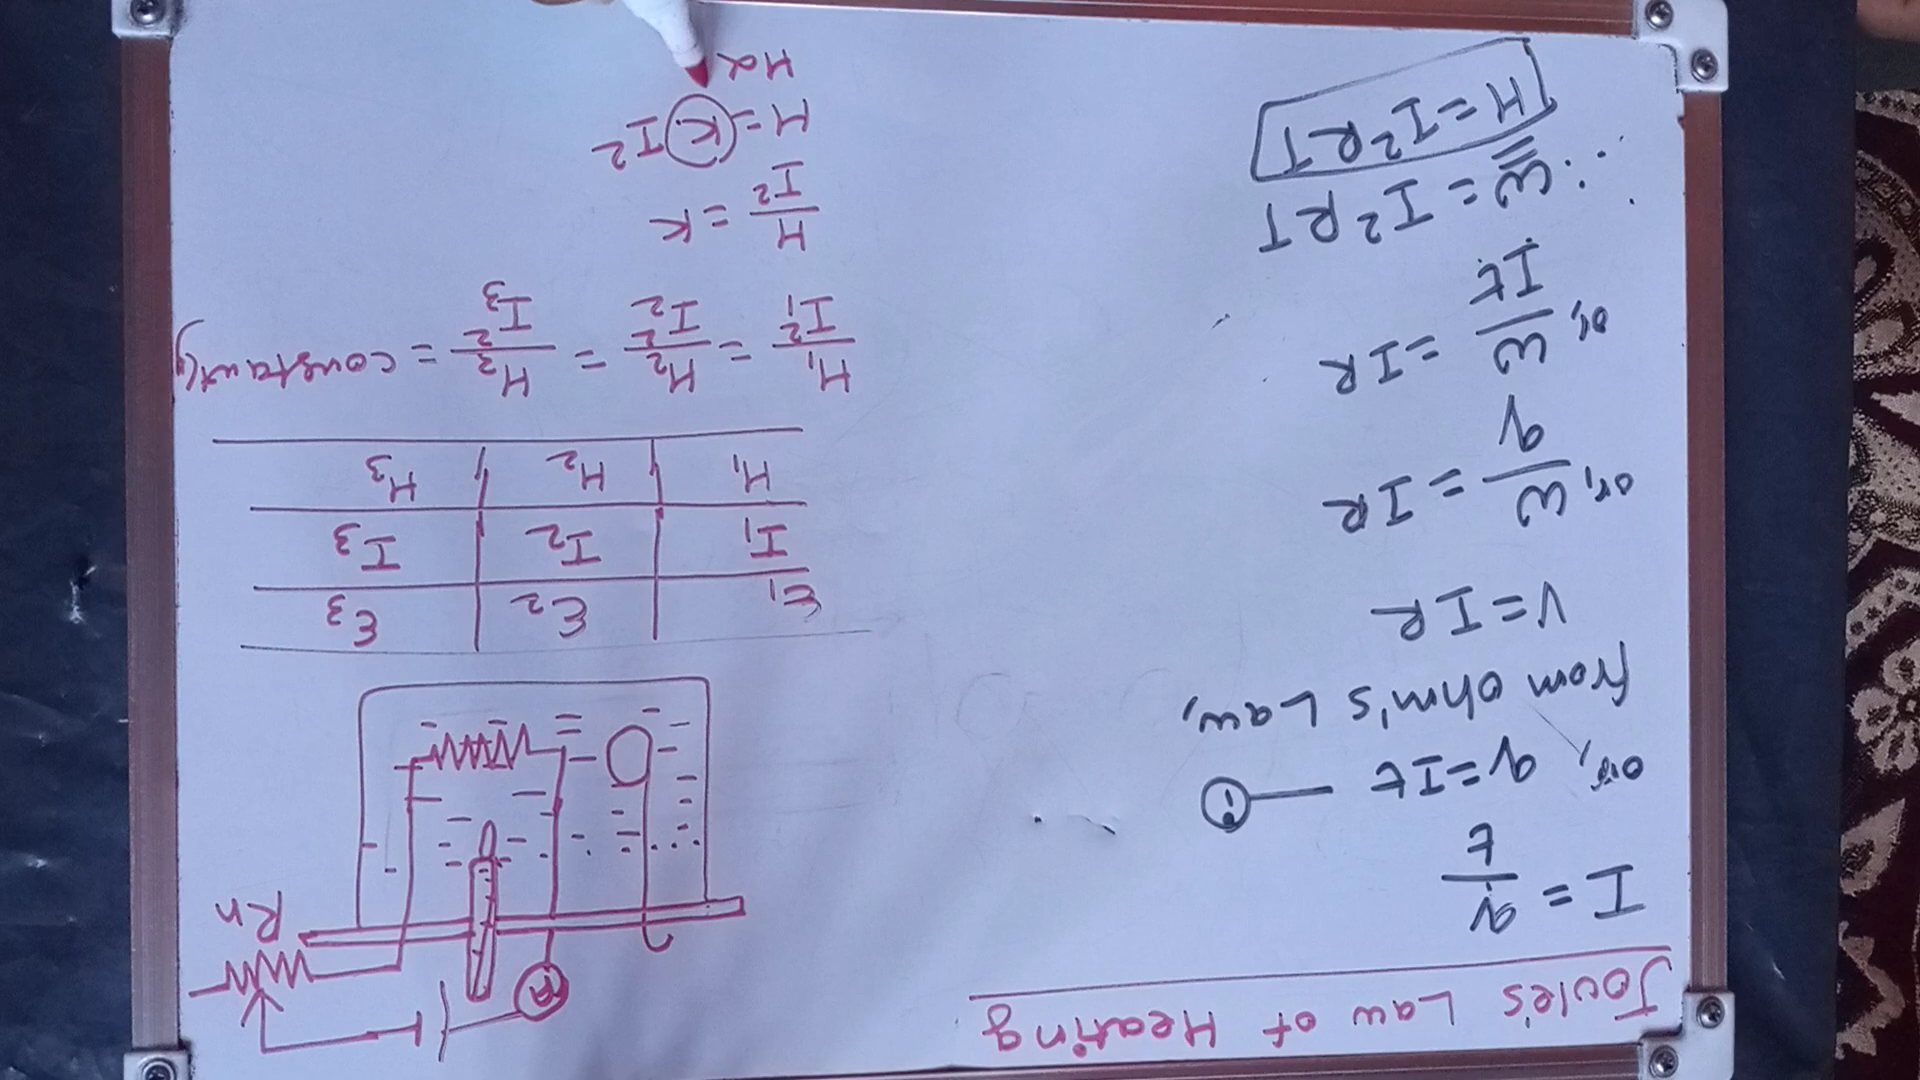 Joule's Law of Heating
I = q/t
or, q = It — (i)
from ohm's Law,
V = IR
or, W/q = IR
or, W/It = IR
W = I²RT
∴ H = I²RT
A
Rh
E₁ E₂ E₃
I₁ I₂ I₃
H₁ H₂ H₃
H₁/I₁² = H₂/I₂² = H₃/I₃² = constantly
H/I² = K
H = K I²
H α